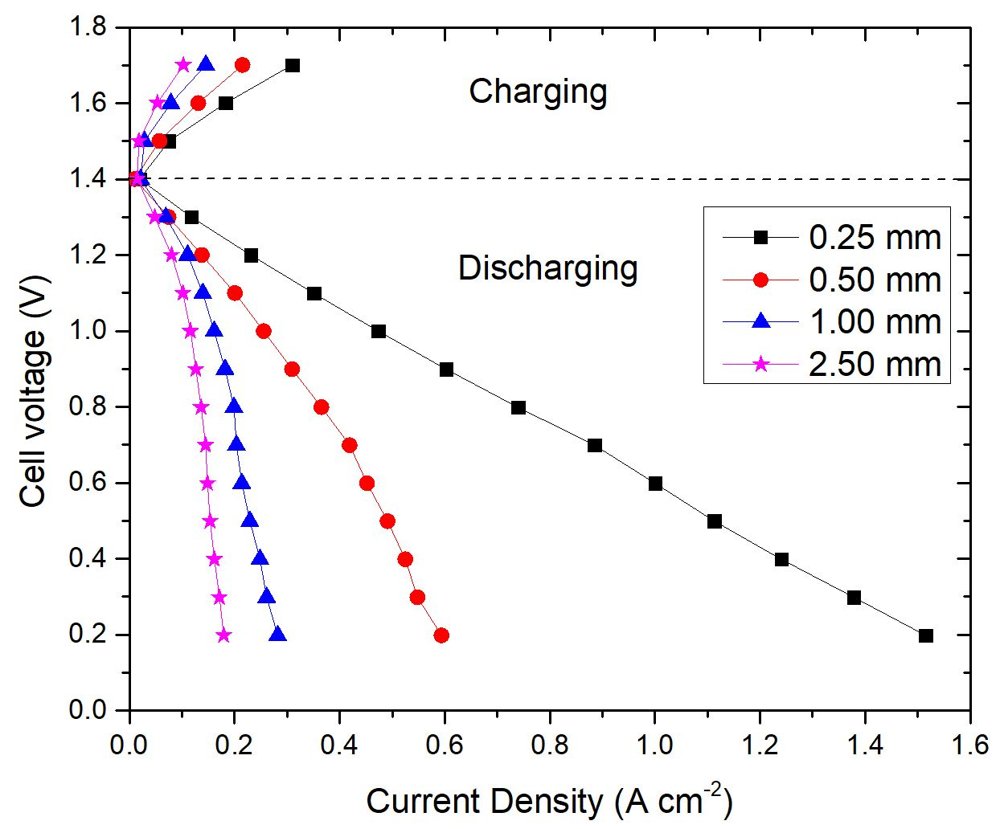 1.8
1.6
1.4
1.2
1.0
0.8
0.6
0.4
0.2
0.0
Cell voltage (V)
Charging
Discharging
0.25 mm
0.50 mm
1.00 mm
2.50 mm
0.0 0.2 0.4 0.6 0.8 1.0 1.2 1.4 1.6
Current Density (A cm⁻²)